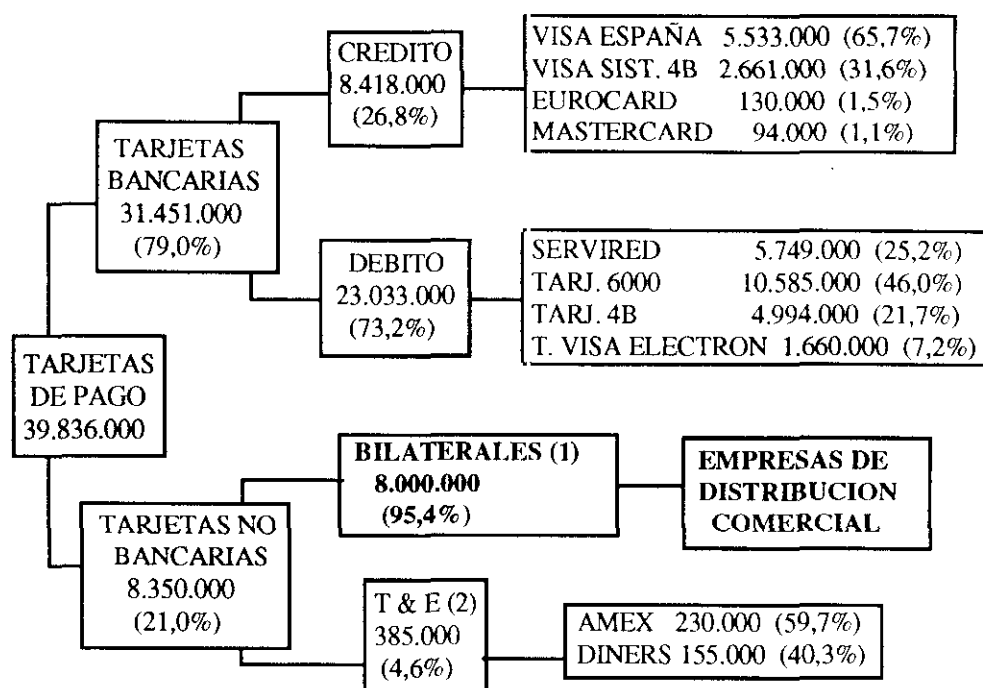 CREDITO
8.418.000
(26,8%)
VISA ESPAÑA 5.533.000 (65,7%)
VISA SIST. 4B 2.661.000 (31,6%)
EUROCARD 130.000 (1,5%)
MASTERCARD 94.000 (1,1%)
TARJETAS
BANCARIAS
31.451.000
(79,0%)
DEBITO
23.033.000
(73,2%)
SERVIRED 5.749.000 (25,2%)
TARJ. 6000 10.585.000 (46,0%)
TARJ. 4B 4.994.000 (21,7%)
T. VISA ELECTRON 1.660.000 (7,2%)
TARJETAS
DE PAGO
39.836.000
BILATERALES (1)
8.000.000
(95,4%)
EMPRESAS DE
DISTRIBUCION
COMERCIAL
TARJETAS NO
BANCARIAS
8.350.000
(21,0%)
T & E (2)
385.000
(4,6%)
AMEX 230.000 (59,7%)
DINERS 155.000 (40,3%)